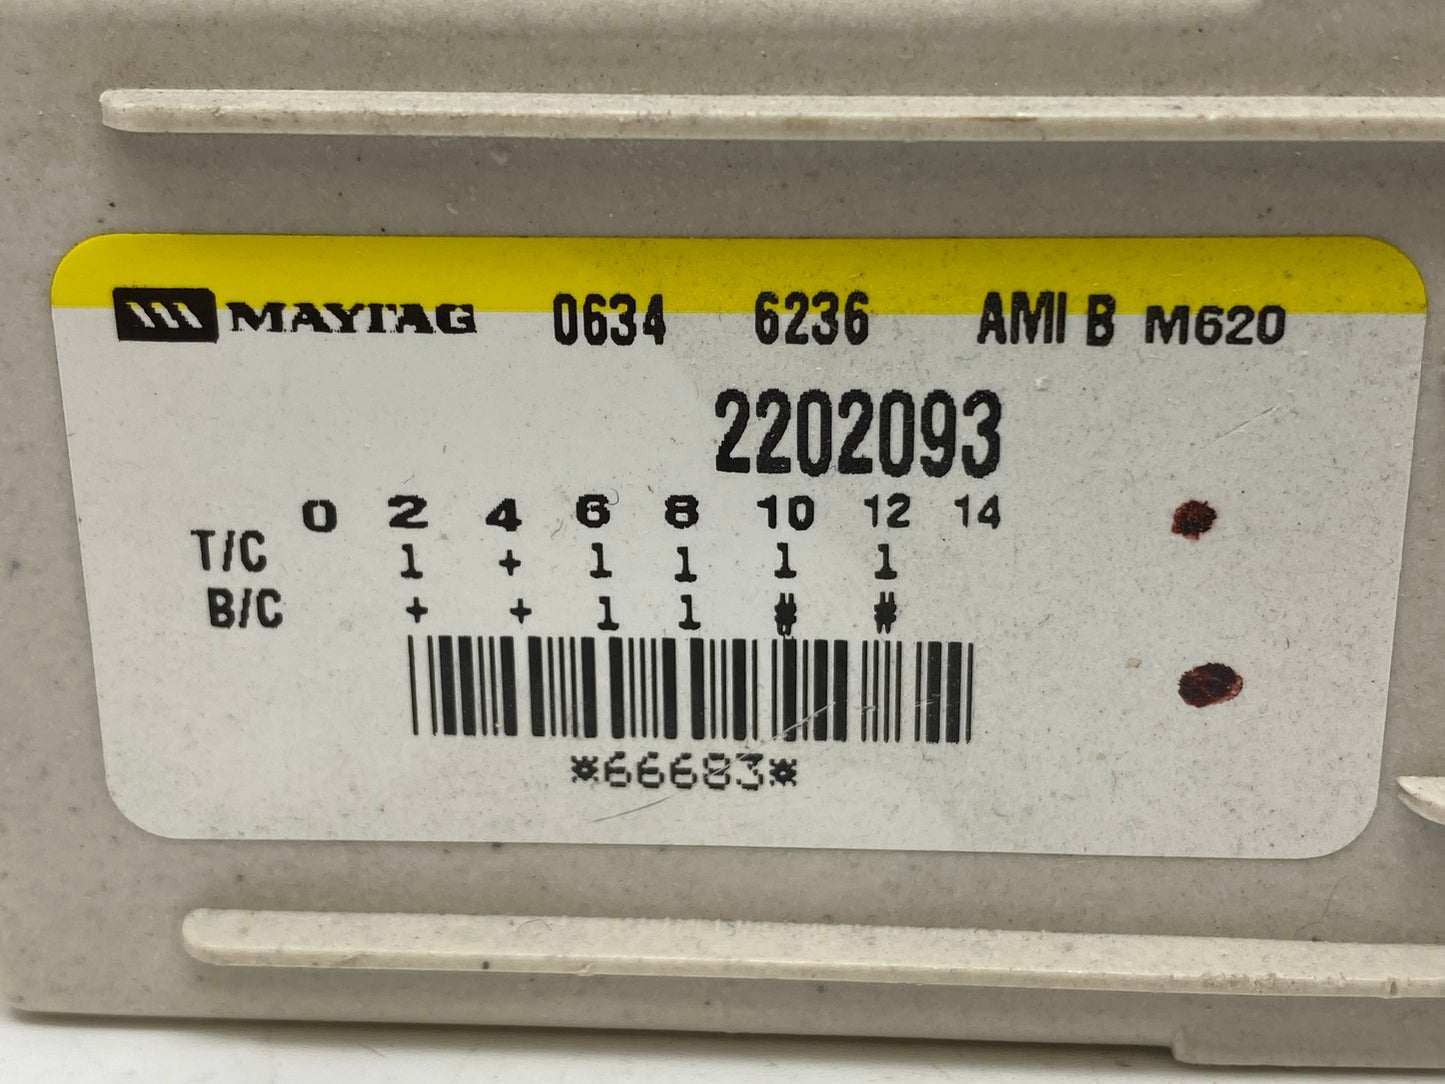 MAYTAG 0634 6236 AMI B M620
2202093
0 2 4 6 8 10 12 14
T/C 1 + 1 1 1 1
B/C + + 1 1 # #
*66683*